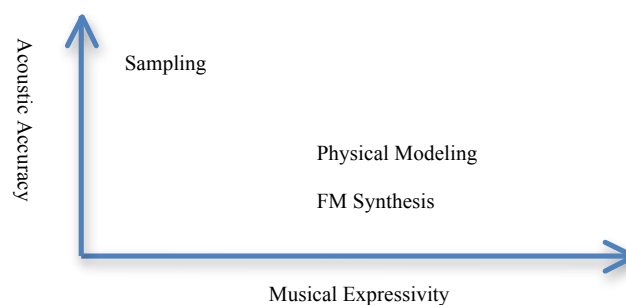 Acoustic Accuracy
Sampling
Physical Modeling
FM Synthesis
Musical Expressivity